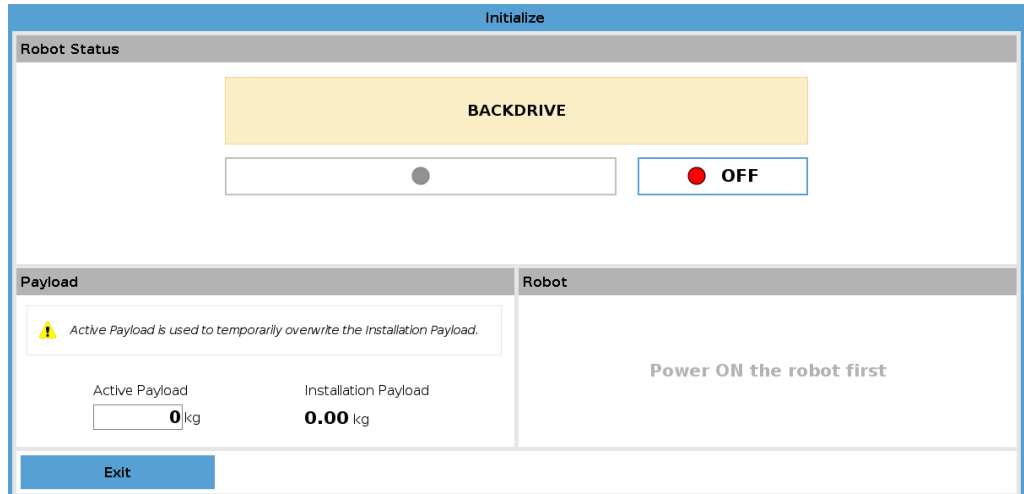 Initialize
Robot Status
BACKDRIVE
OFF
Payload
Robot
Active Payload is used to temporarily overwrite the Installation Payload.
Power ON the robot first
Active Payload
Installation Payload
0 kg
0.00 kg
Exit